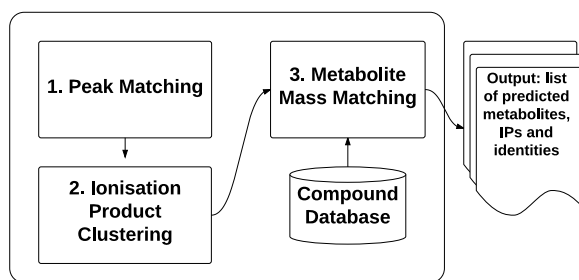 1. Peak Matching
2. Ionisation
Product
Clustering
3. Metabolite
Mass Matching
Compound
Database
Output: list
of predicted
metabolites,
IPs and
identities